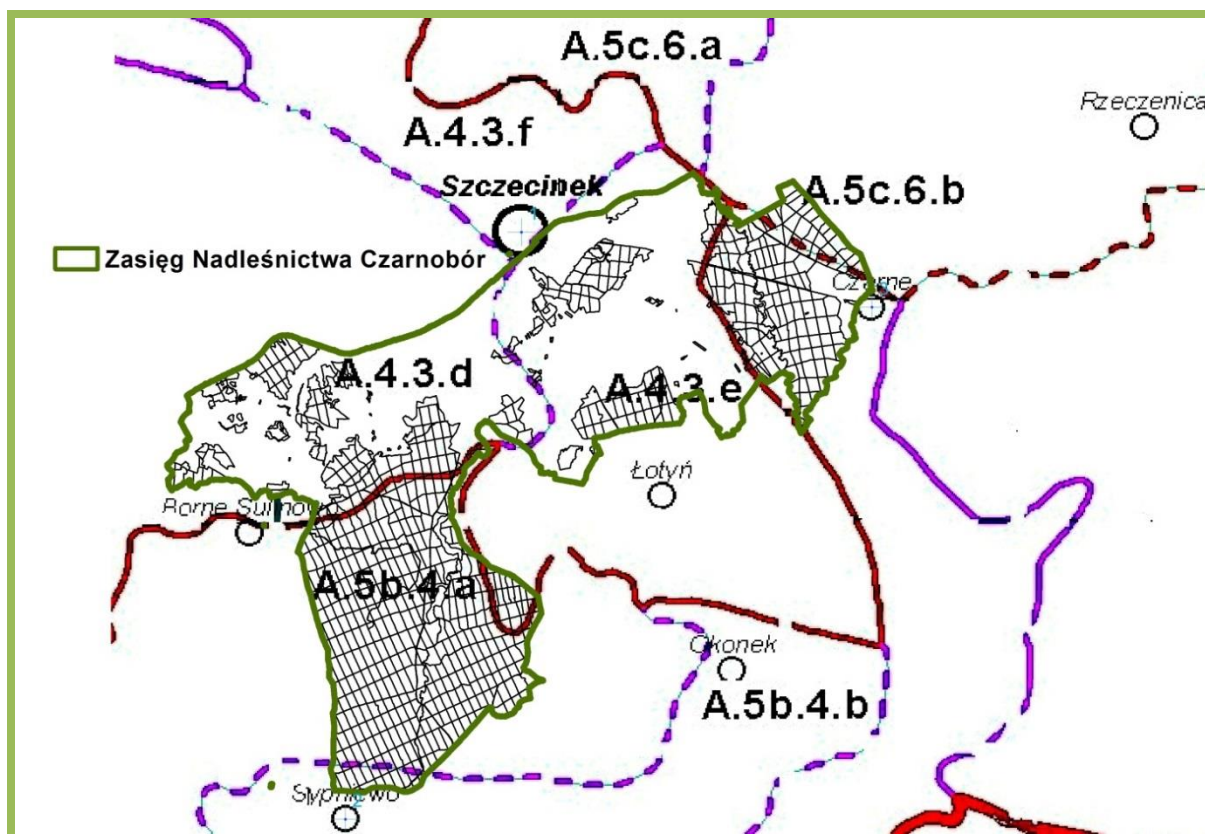 A.5c.6.a
Rzeczenica
A.4.3.f
Szczecinek
A.5c.6.b
Zasięg Nadleśnictwa Czarnobór
Czarne
A.4.3.d
A.4.3.e
Łotyń
Borne Sulinowo
A.5b.4.a
Okonek
A.5b.4.b
Sypniewo